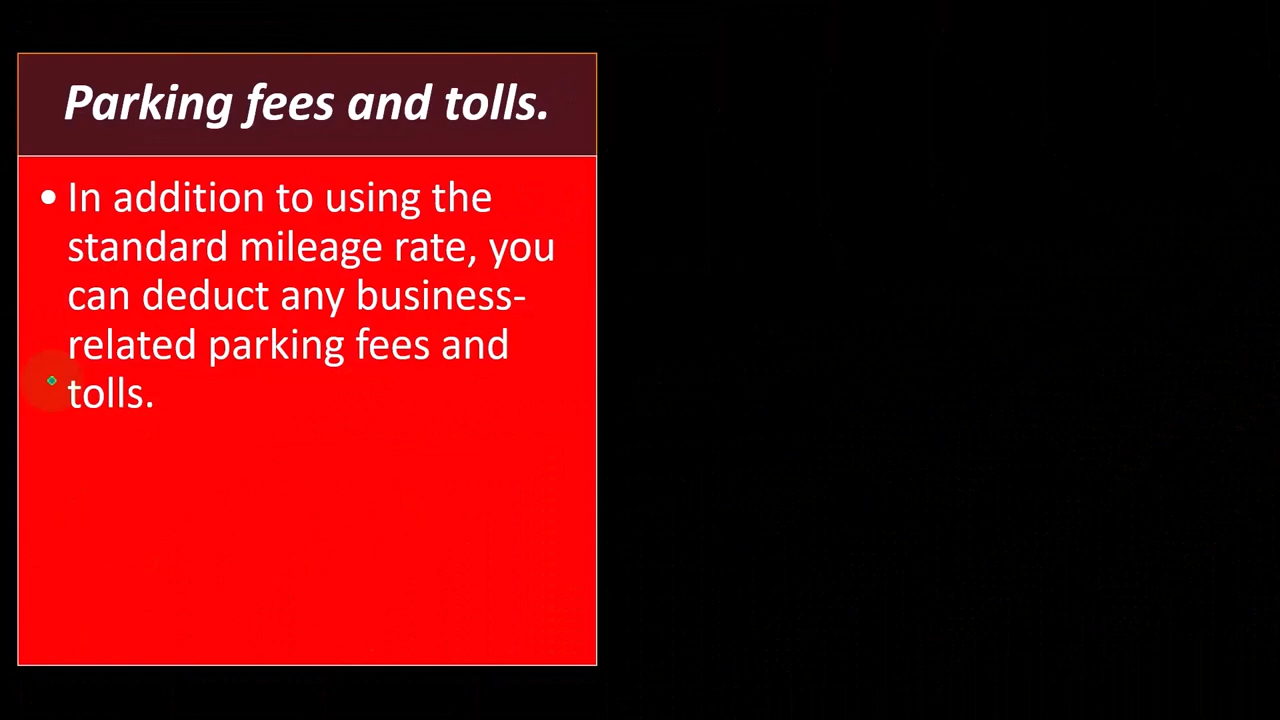 Parking fees and tolls.
• In addition to using the
standard mileage rate, you
can deduct any business-
related parking fees and
tolls.